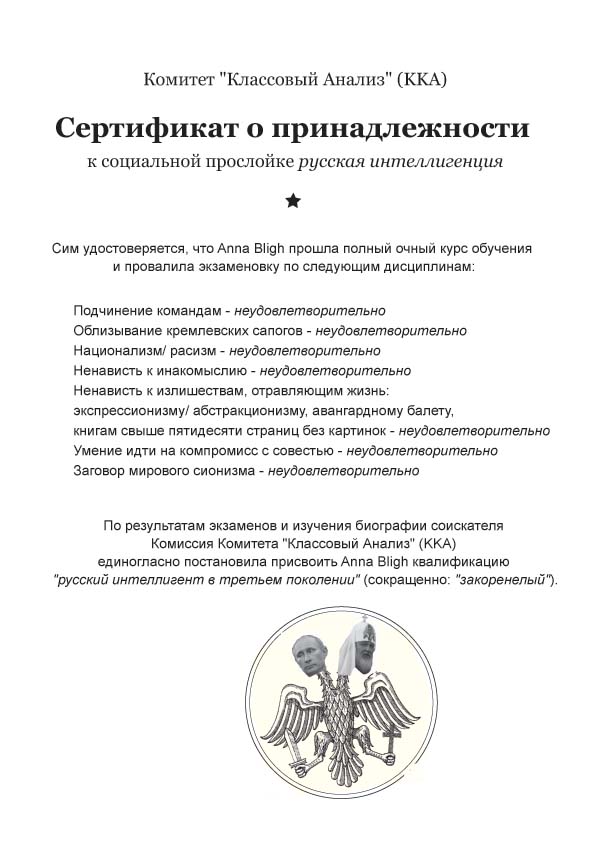 Комитет "Классовый Анализ" (ККА)
Сертификат о принадлежности
к социальной прослойке русская интеллигенция
Сим удостоверяется, что Anna Bligh прошла полный очный курс обучения
и провалила экзаменовку по следующим дисциплинам:
Подчинение командам - неудовлетворительно
Облизывание кремлевских сапогов - неудовлетворительно
Национализм/ расизм - неудовлетворительно
Ненависть к инакомыслию - неудовлетворительно
Ненависть к излишествам, отравляющим жизнь:
экспрессионизму/ абстракционизму, авангардному балету,
книгам свыше пятидесяти страниц без картинок - неудовлетворительно
Умение идти на компромисс с совестью - неудовлетворительно
Заговор мирового сионизма - неудовлетворительно
По результатам экзаменов и изучения биографии соискателя
Комиссия Комитета "Классовый Анализ" (ККА)
единогласно постановила присвоить Anna Bligh квалификацию
"русский интеллигент в третьем поколении" (сокращенно: "закоренелый").